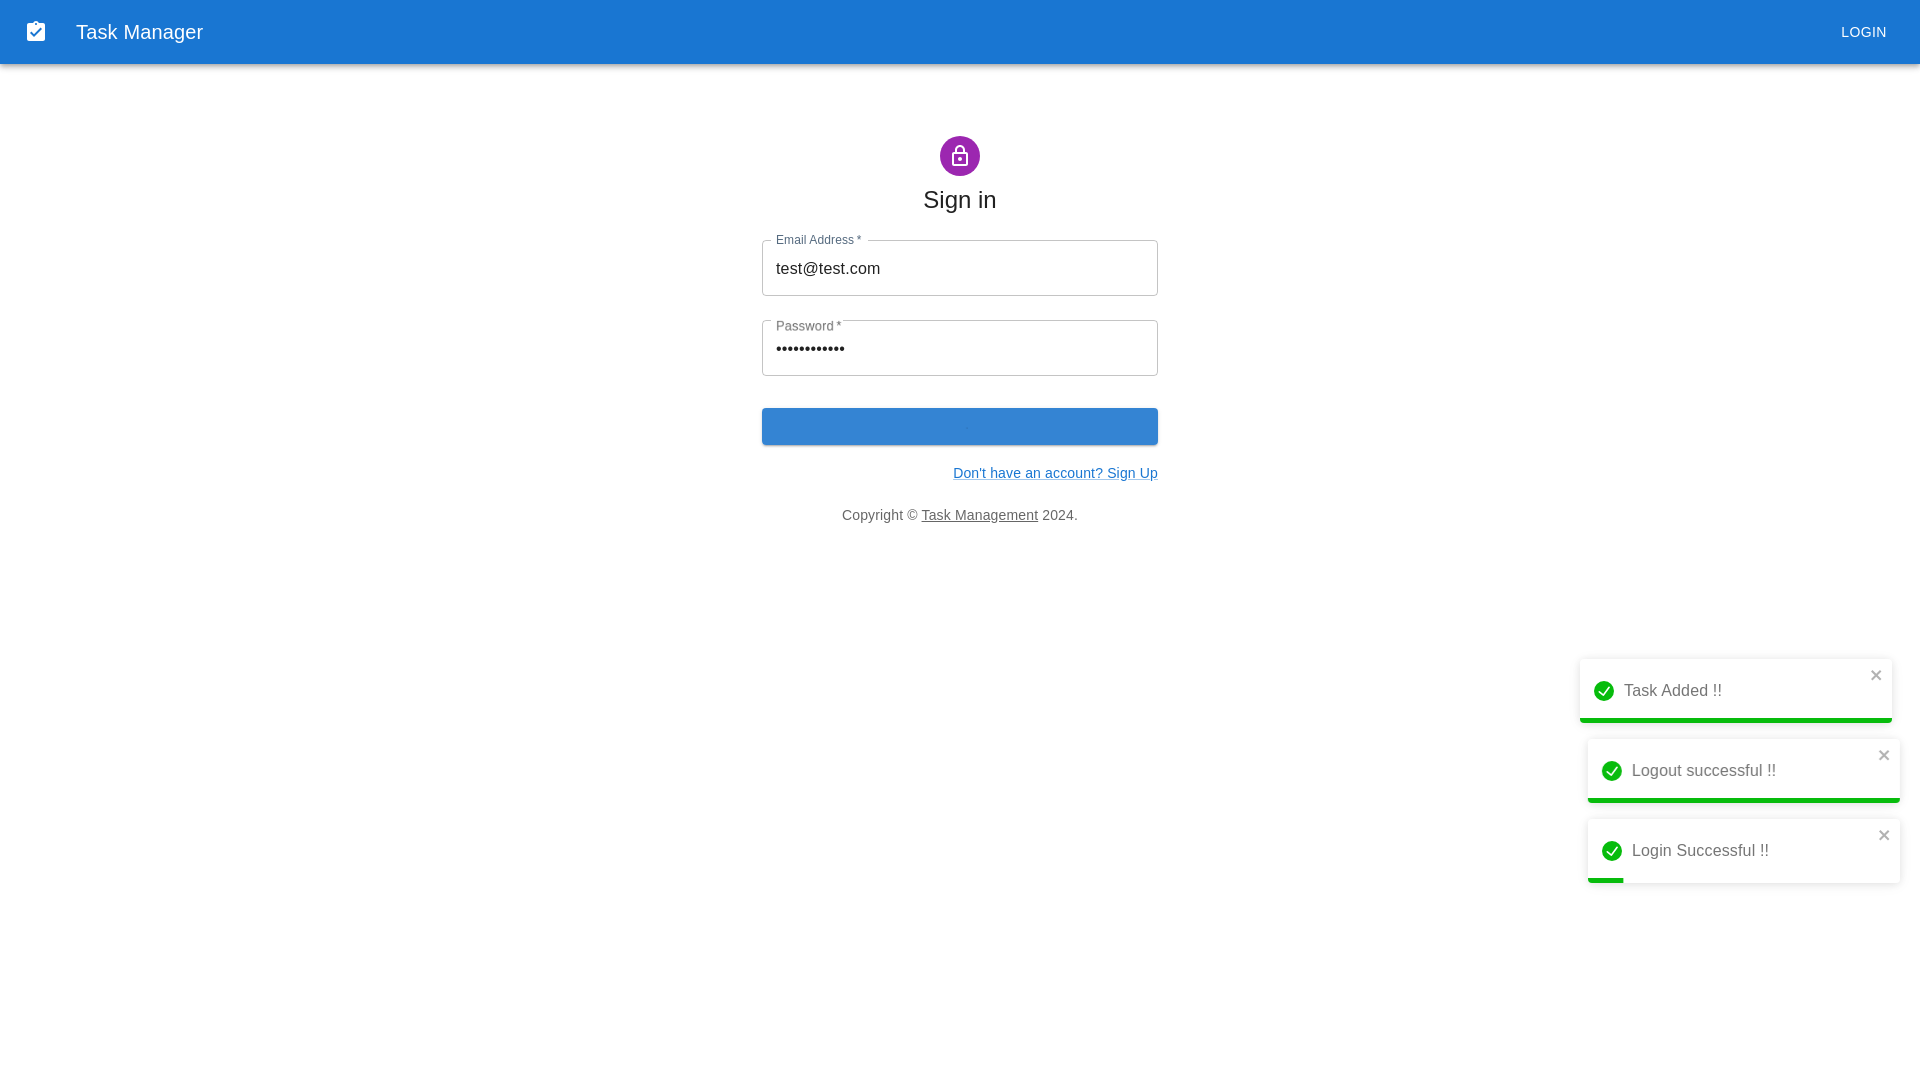 Task Manager
LOGIN
Sign in
Email Address *
test@test.com
Password *
••••••••••••
Don't have an account? Sign Up
Copyright © Task Management 2024.
Task Added !!
Logout successful !!
Login Successful !!